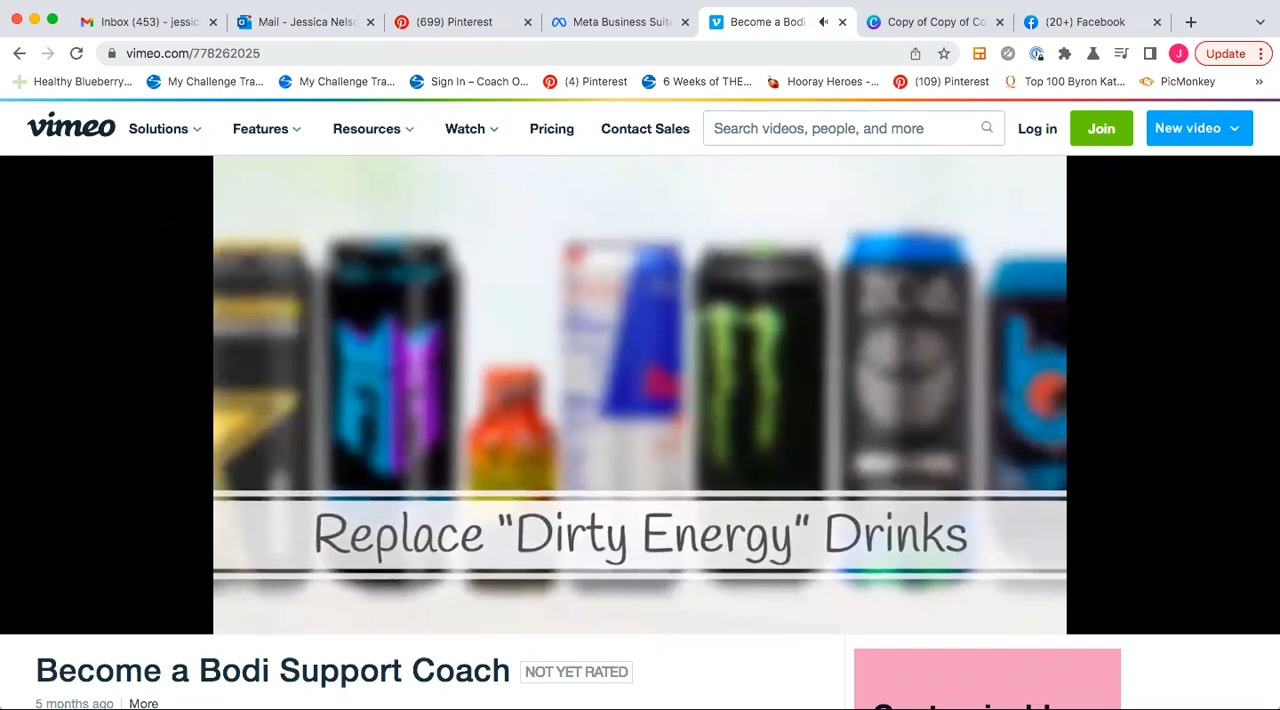 Inbox (453) - jessic
Mail - Jessica Nels
(699) Pinterest
Meta Business Suit
Become a Bodi
Copy of Copy of Co
(20+) Facebook
vimeo.com/778262025
Update
J
Healthy Blueberry...
My Challenge Tra...
My Challenge Tra...
Sign In – Coach O...
(4) Pinterest
6 Weeks of THE...
Hooray Heroes -...
(109) Pinterest
Top 100 Byron Kat...
PicMonkey
»
vimeo
Solutions
Features
Resources
Watch
Pricing
Contact Sales
Search videos, people, and more
Log in
Join
New video
Replace "Dirty Energy" Drinks
Become a Bodi Support Coach
NOT YET RATED
5 months ago
More